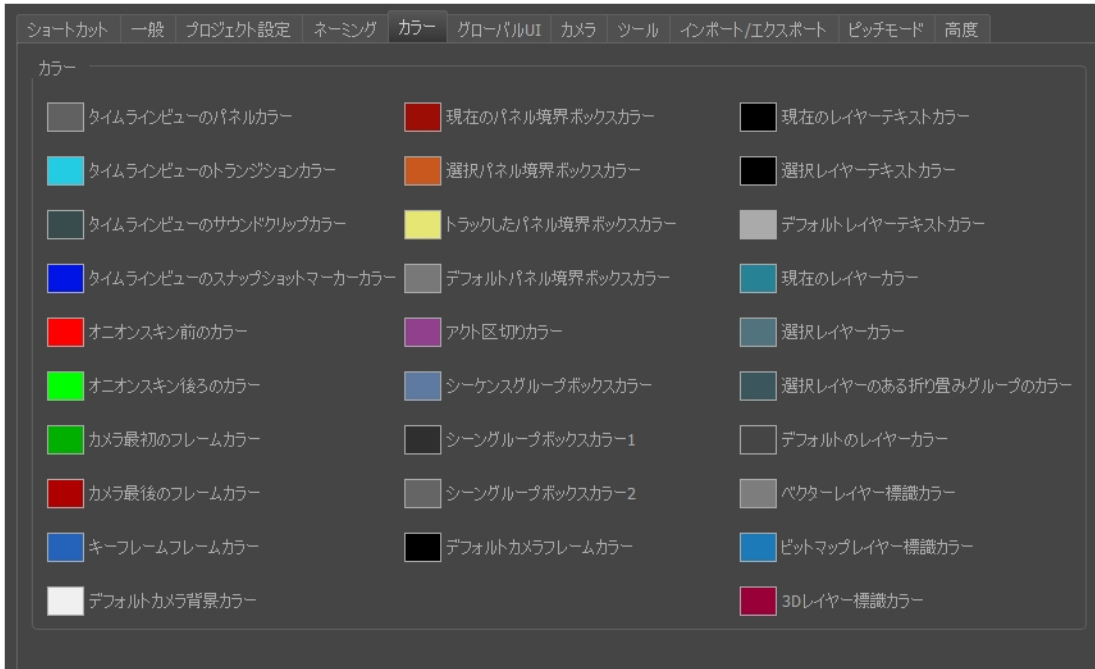 ショートカット 一般 プロジェクト設定 ネーミング カラー グローバルUI カメラ ツール インポート/エクスポート ピッチモード 高度
カラー
タイムラインビューのパネルカラー
タイムラインビューのトランジションカラー
タイムラインビューのサウンドクリップカラー
タイムラインビューのスナップショットマーカーカラー
オニオンスキン前のカラー
オニオンスキン後ろのカラー
カメラ最初のフレームカラー
カメラ最後のフレームカラー
キーフレームフレームカラー
デフォルトカメラ背景カラー
現在のパネル境界ボックスカラー
選択パネル境界ボックスカラー
トラックしたパネル境界ボックスカラー
デフォルトパネル境界ボックスカラー
アクト区切りカラー
シーケンスグループボックスカラー
シーングループボックスカラー1
シーングループボックスカラー2
デフォルトカメラフレームカラー
現在のレイヤーテキストカラー
選択レイヤーテキストカラー
デフォルトレイヤーテキストカラー
現在のレイヤーカラー
選択レイヤーカラー
選択レイヤーのある折り畳みグループのカラー
デフォルトのレイヤーカラー
ベクターレイヤー標識カラー
ビットマップレイヤー標識カラー
3Dレイヤー標識カラー